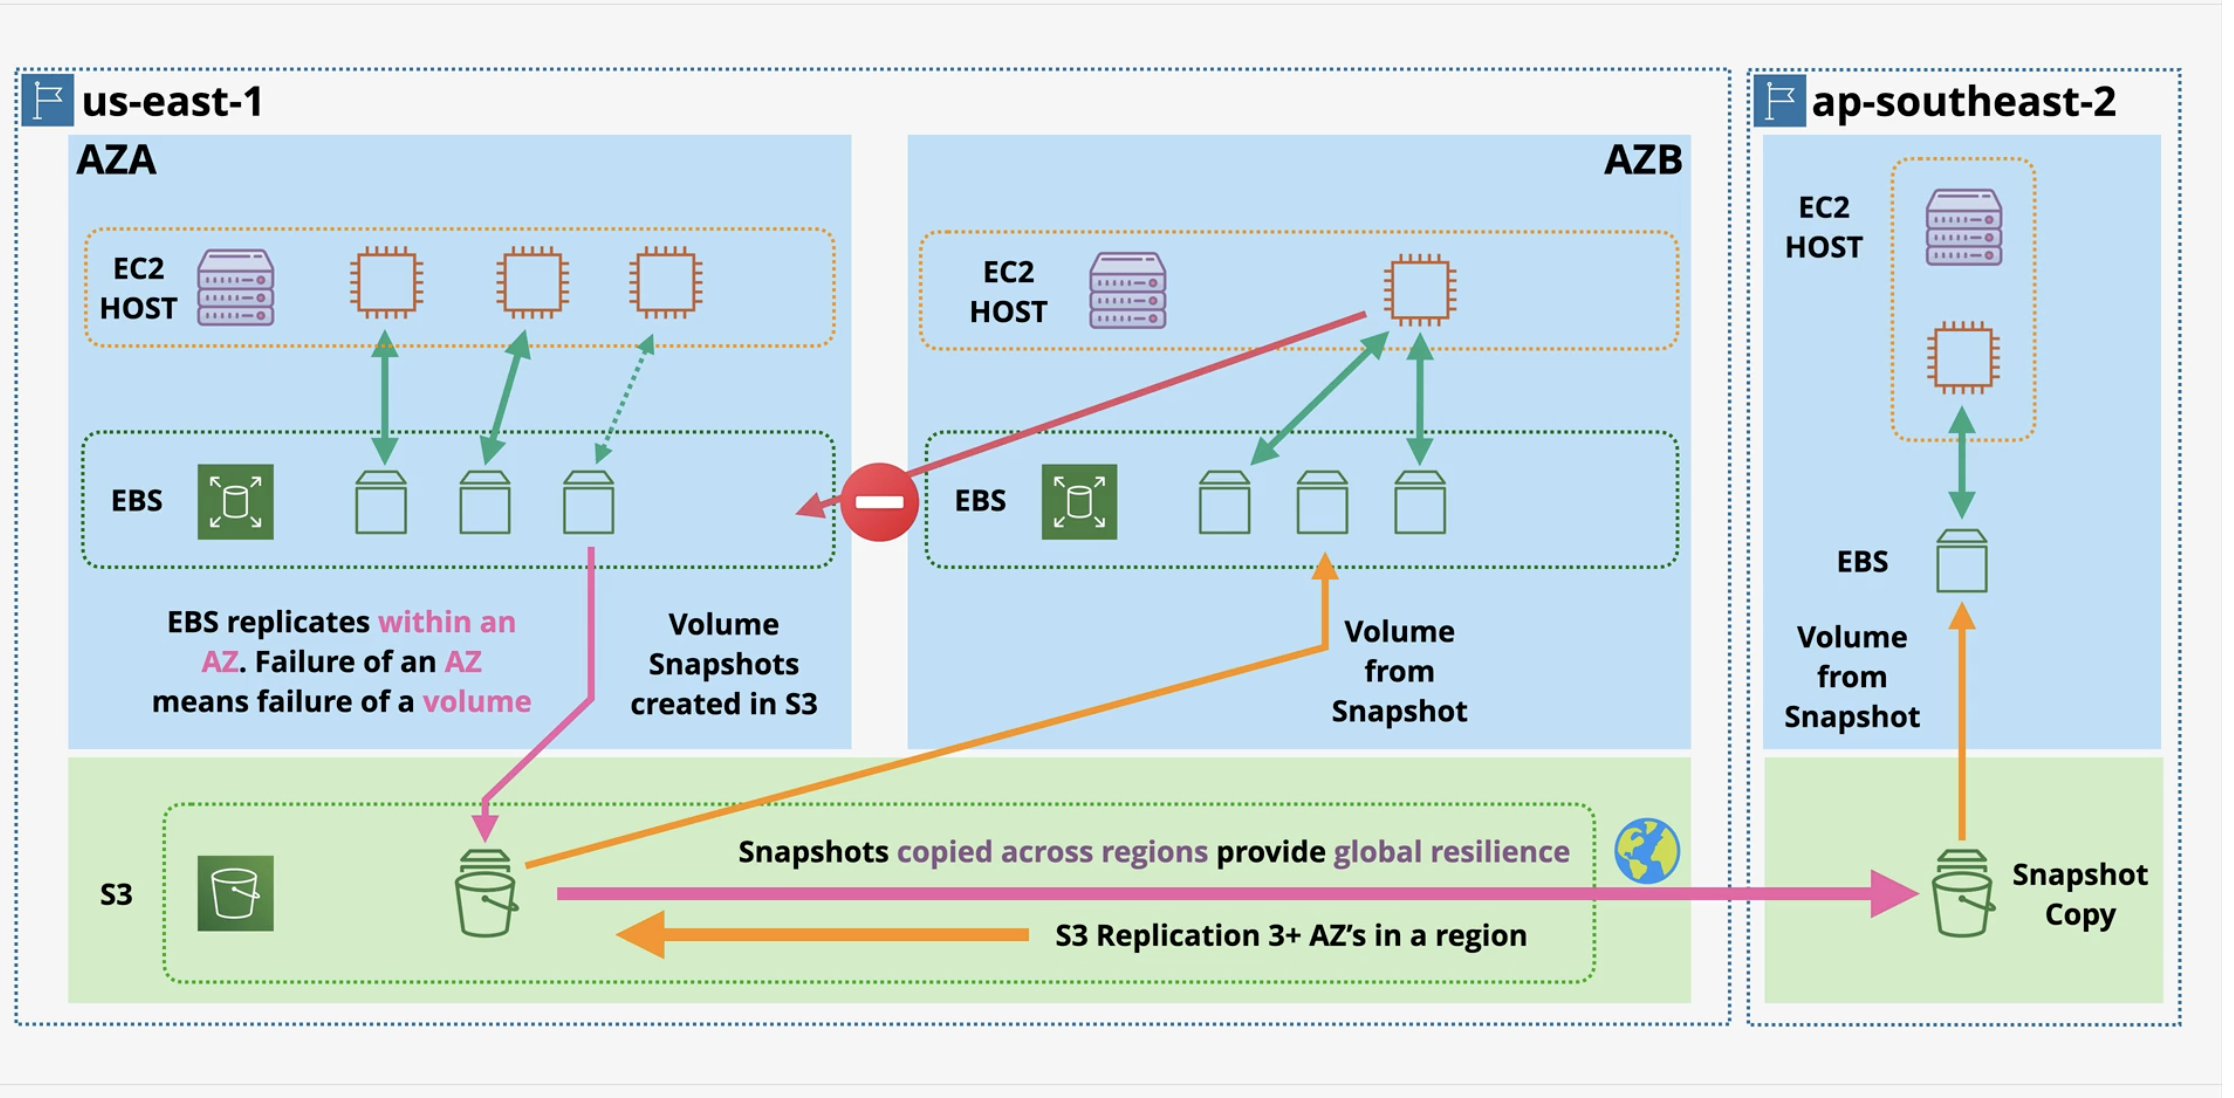 us-east-1
AZA
EC2
HOST
EBS
EBS replicates within an
AZ. Failure of an AZ
means failure of a volume
Volume
Snapshots
created in S3
AZB
EC2
HOST
EBS
Volume
from
Snapshot
S3
Snapshots copied across regions provide global resilience
S3 Replication 3+ AZ's in a region
ap-southeast-2
EC2
HOST
EBS
Volume
from
Snapshot
Snapshot
Copy